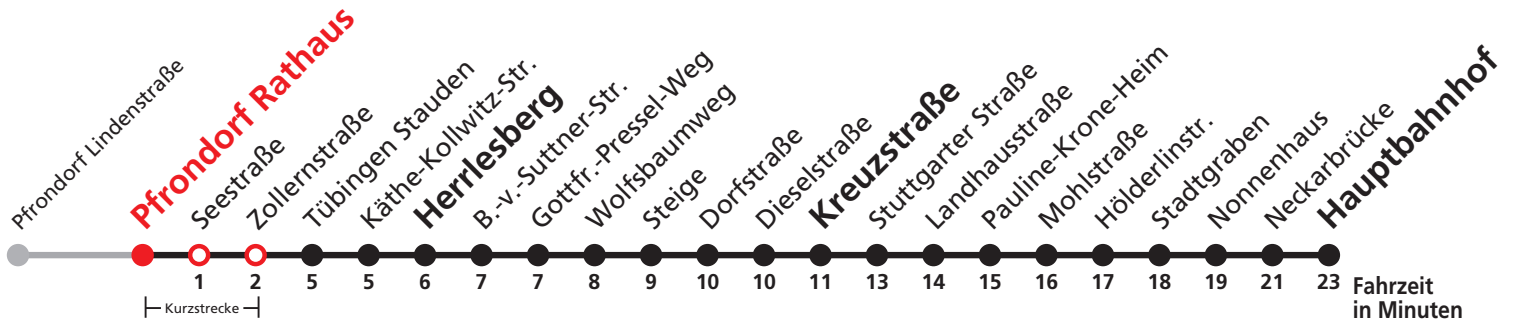 Pfrondorf Lindenstraße
Pfrondorf Rathaus
Seestraße
Zollernstraße
Tübingen Stauden
Käthe-Kollwitz-Str.
Herrlesberg
B.-v.-Suttner-Str.
Gottfr.-Pressel-Weg
Wolfsbaumweg
Steige
Dorfstraße
Dieselstraße
Kreuzstraße
Stuttgarter Straße
Landhausstraße
Pauline-Krone-Heim
Mohlstraße
Hölderlinstr.
Stadtgraben
Nonnenhaus
Neckarbrücke
Hauptbahnhof
1 2 5 5 6 7 7 8 9 10 10 11 13 14 15 16 17 18 19 21 23 Fahrzeit
in Minuten
Kurzstrecke